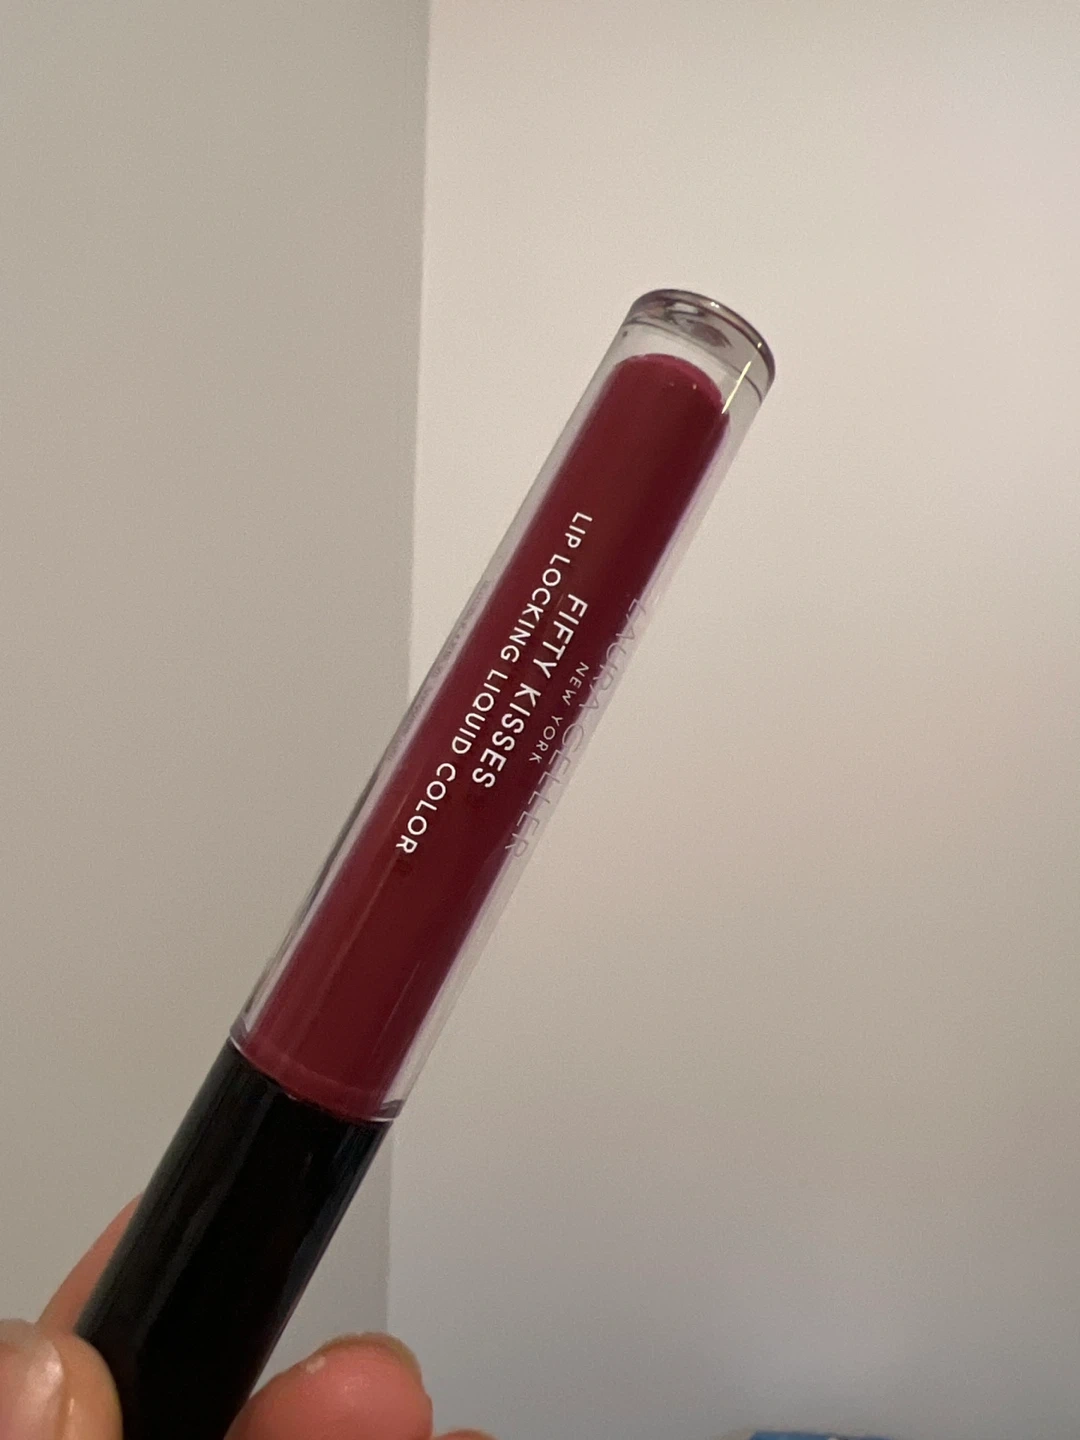 LAURA GELLER
NEW YORK
FIFTY KISSES
LIP LOCKING LIQUID COLOR